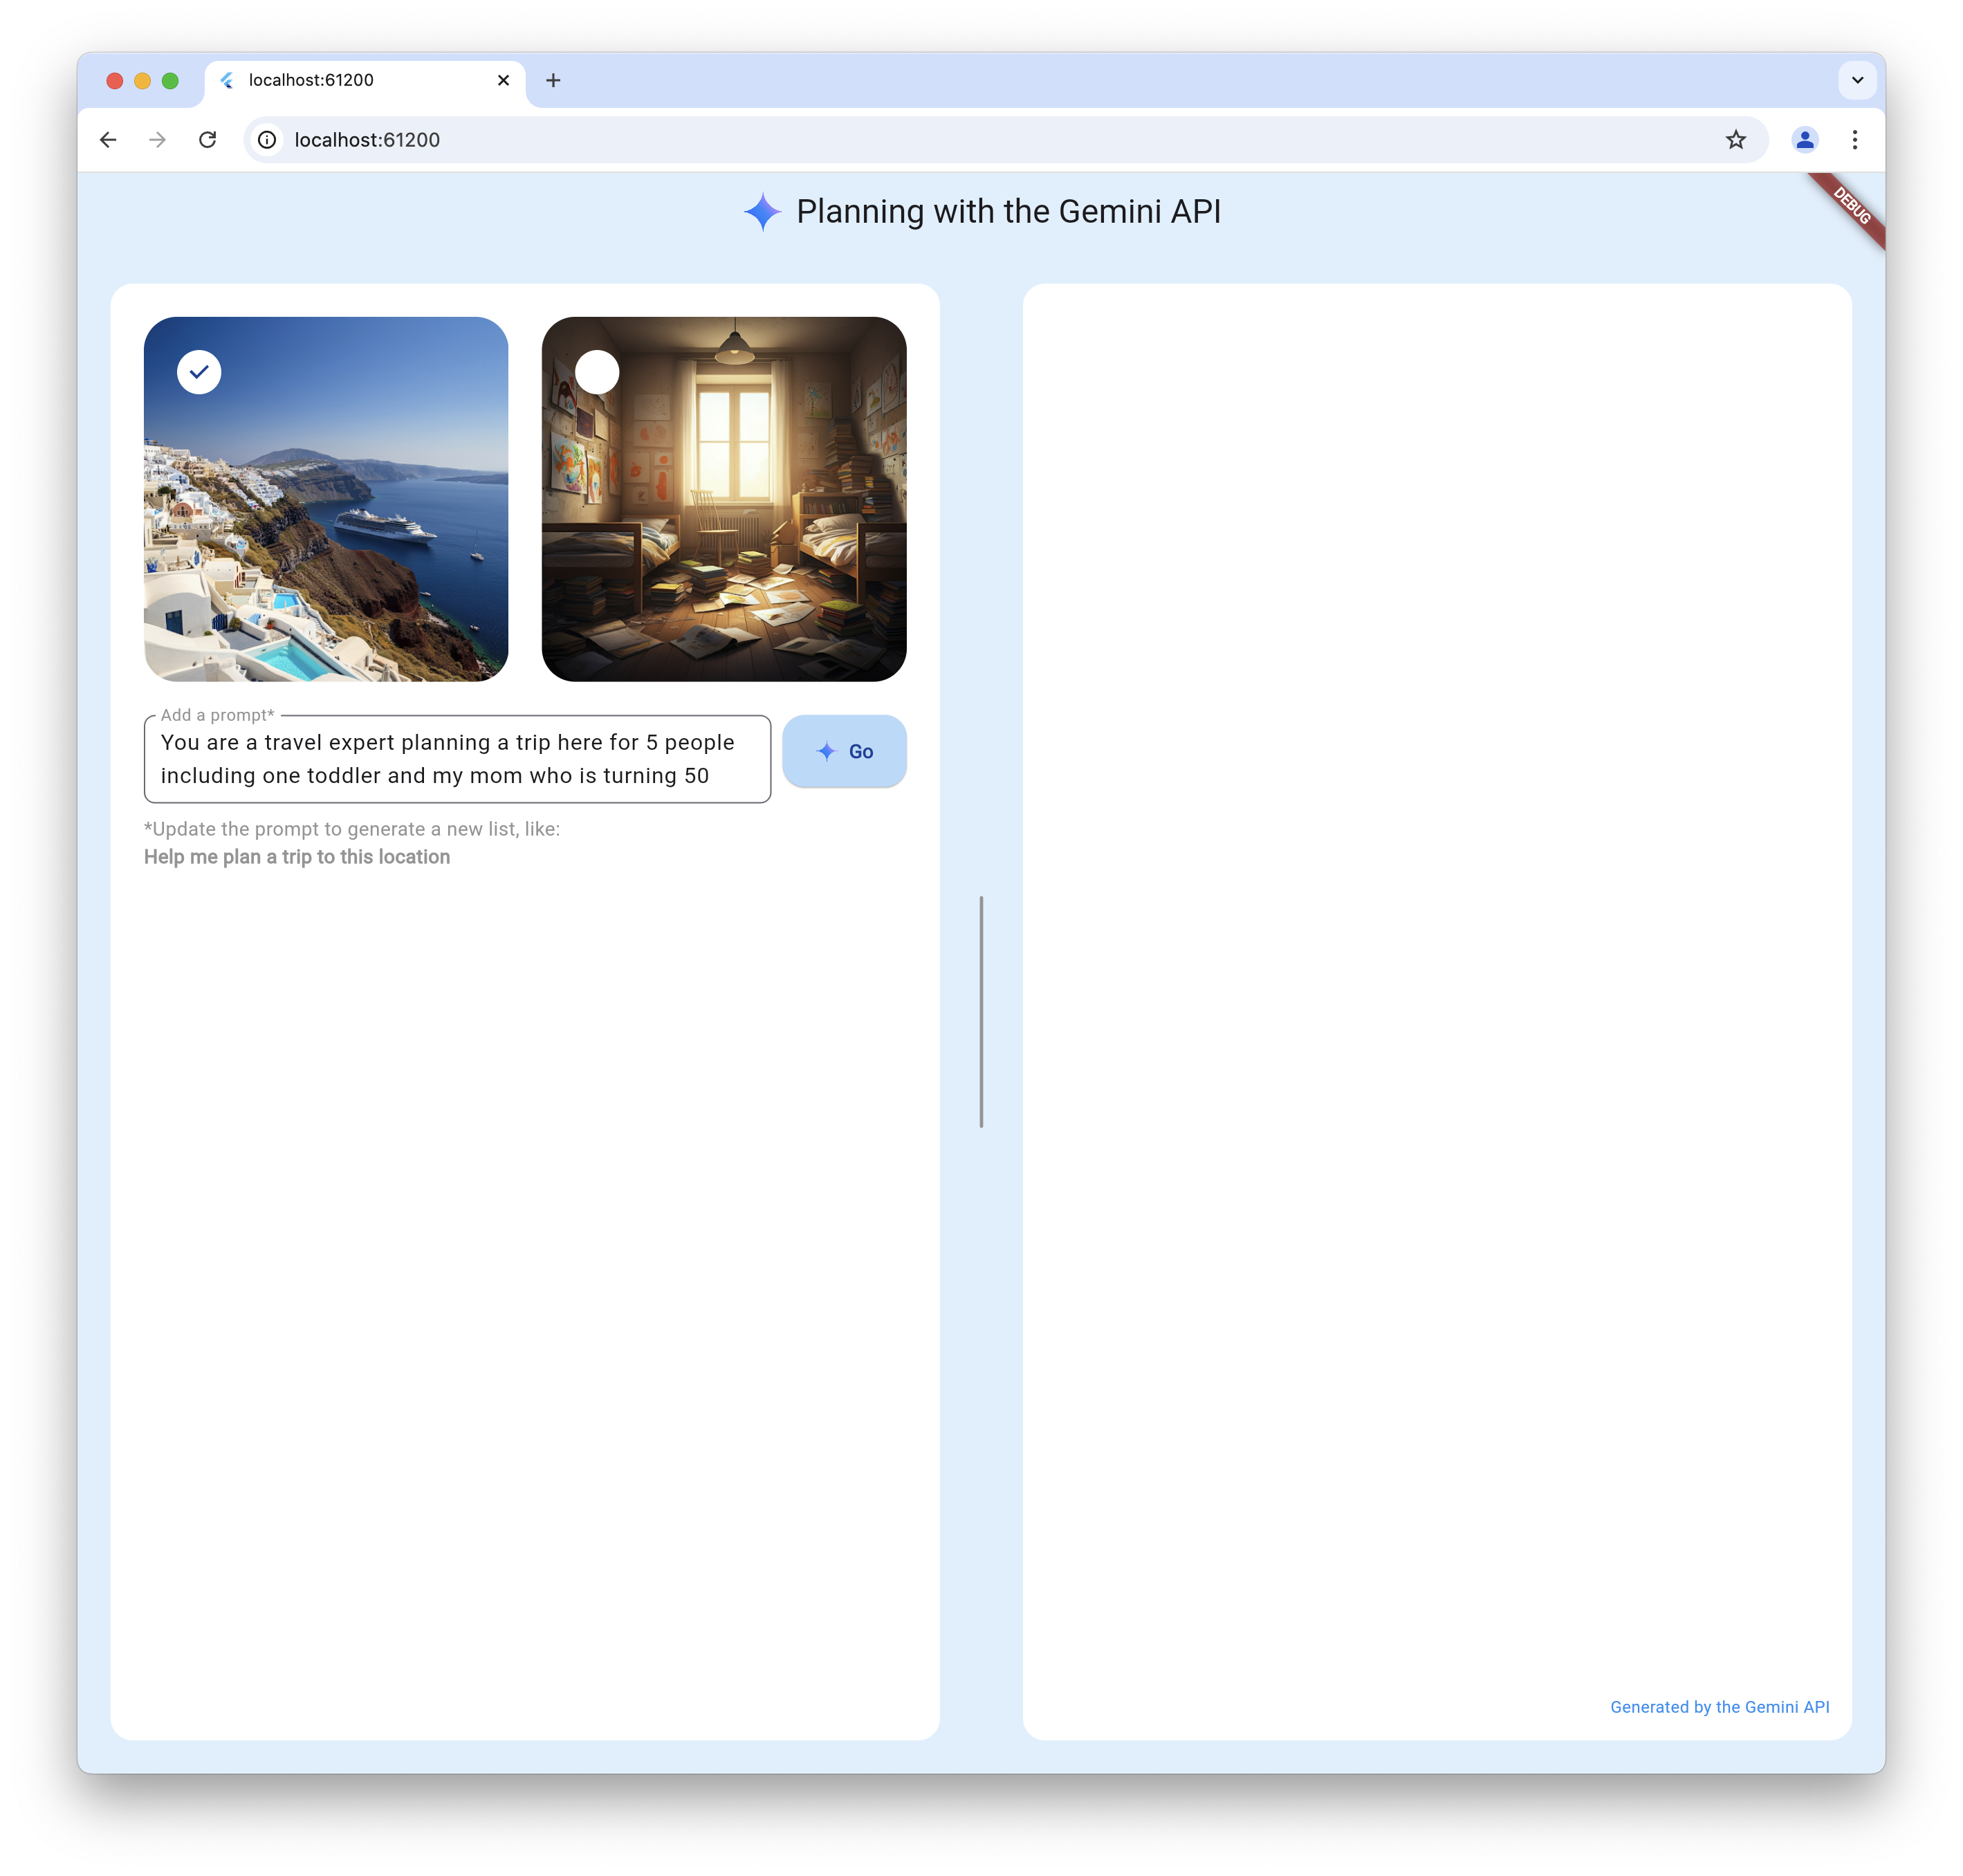 localhost:61200
localhost:61200
Planning with the Gemini API
DEBUG
Add a prompt*
You are a travel expert planning a trip here for 5 people
including one toddler and my mom who is turning 50
Go
*Update the prompt to generate a new list, like:
Help me plan a trip to this location
Generated by the Gemini API